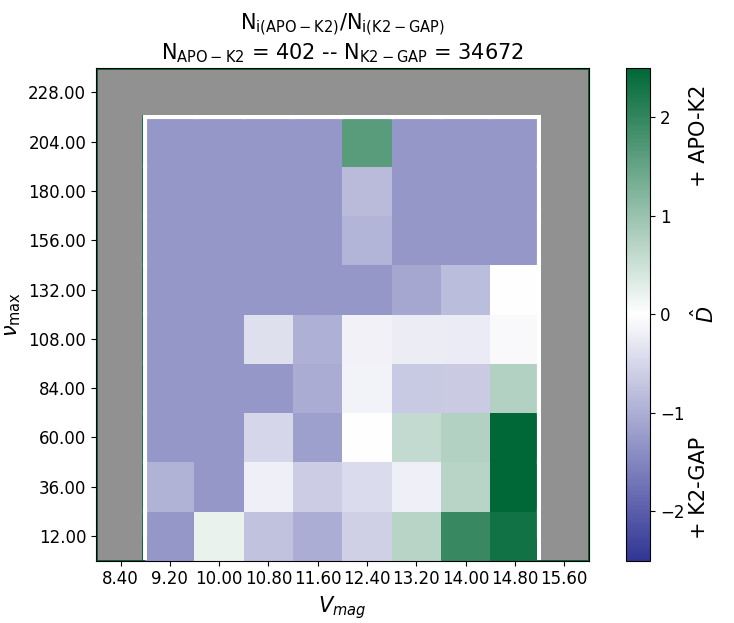 N_i(APO−K2)/N_i(K2−GAP)
N_APO−K2 = 402 -- N_K2−GAP = 34672
228.00
204.00
180.00
156.00
132.00
108.00
84.00
60.00
36.00
12.00
ν_max
8.40 9.20 10.00 10.80 11.60 12.40 13.20 14.00 14.80 15.60
V_mag
2
1
0
−1
−2
+ APO-K2
D̂
+ K2-GAP